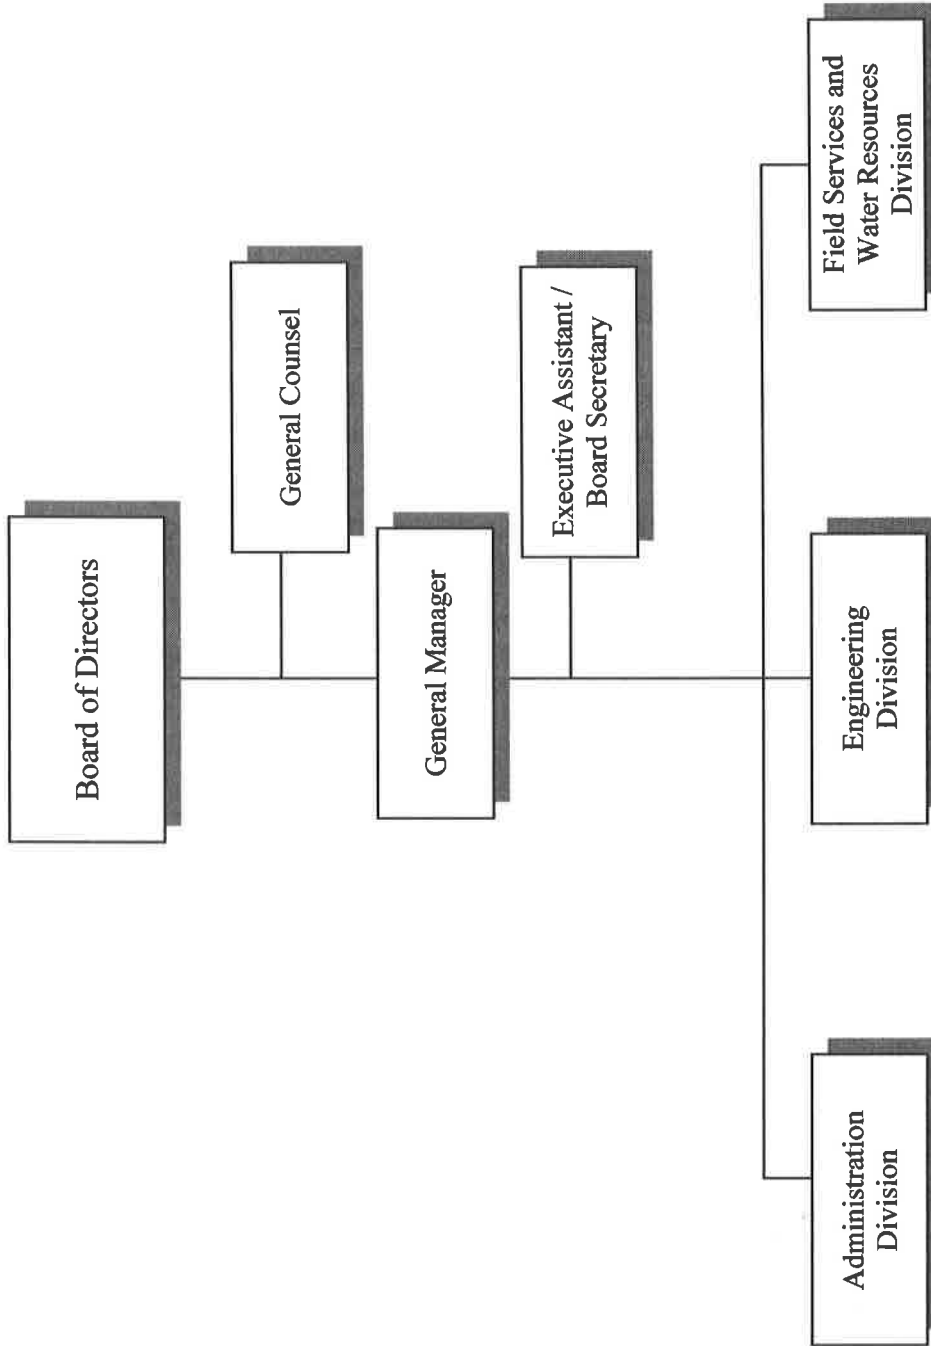 Board of Directors
General Counsel
General Manager
Executive Assistant /
Board Secretary
Administration
Division
Engineering
Division
Field Services and
Water Resources
Division